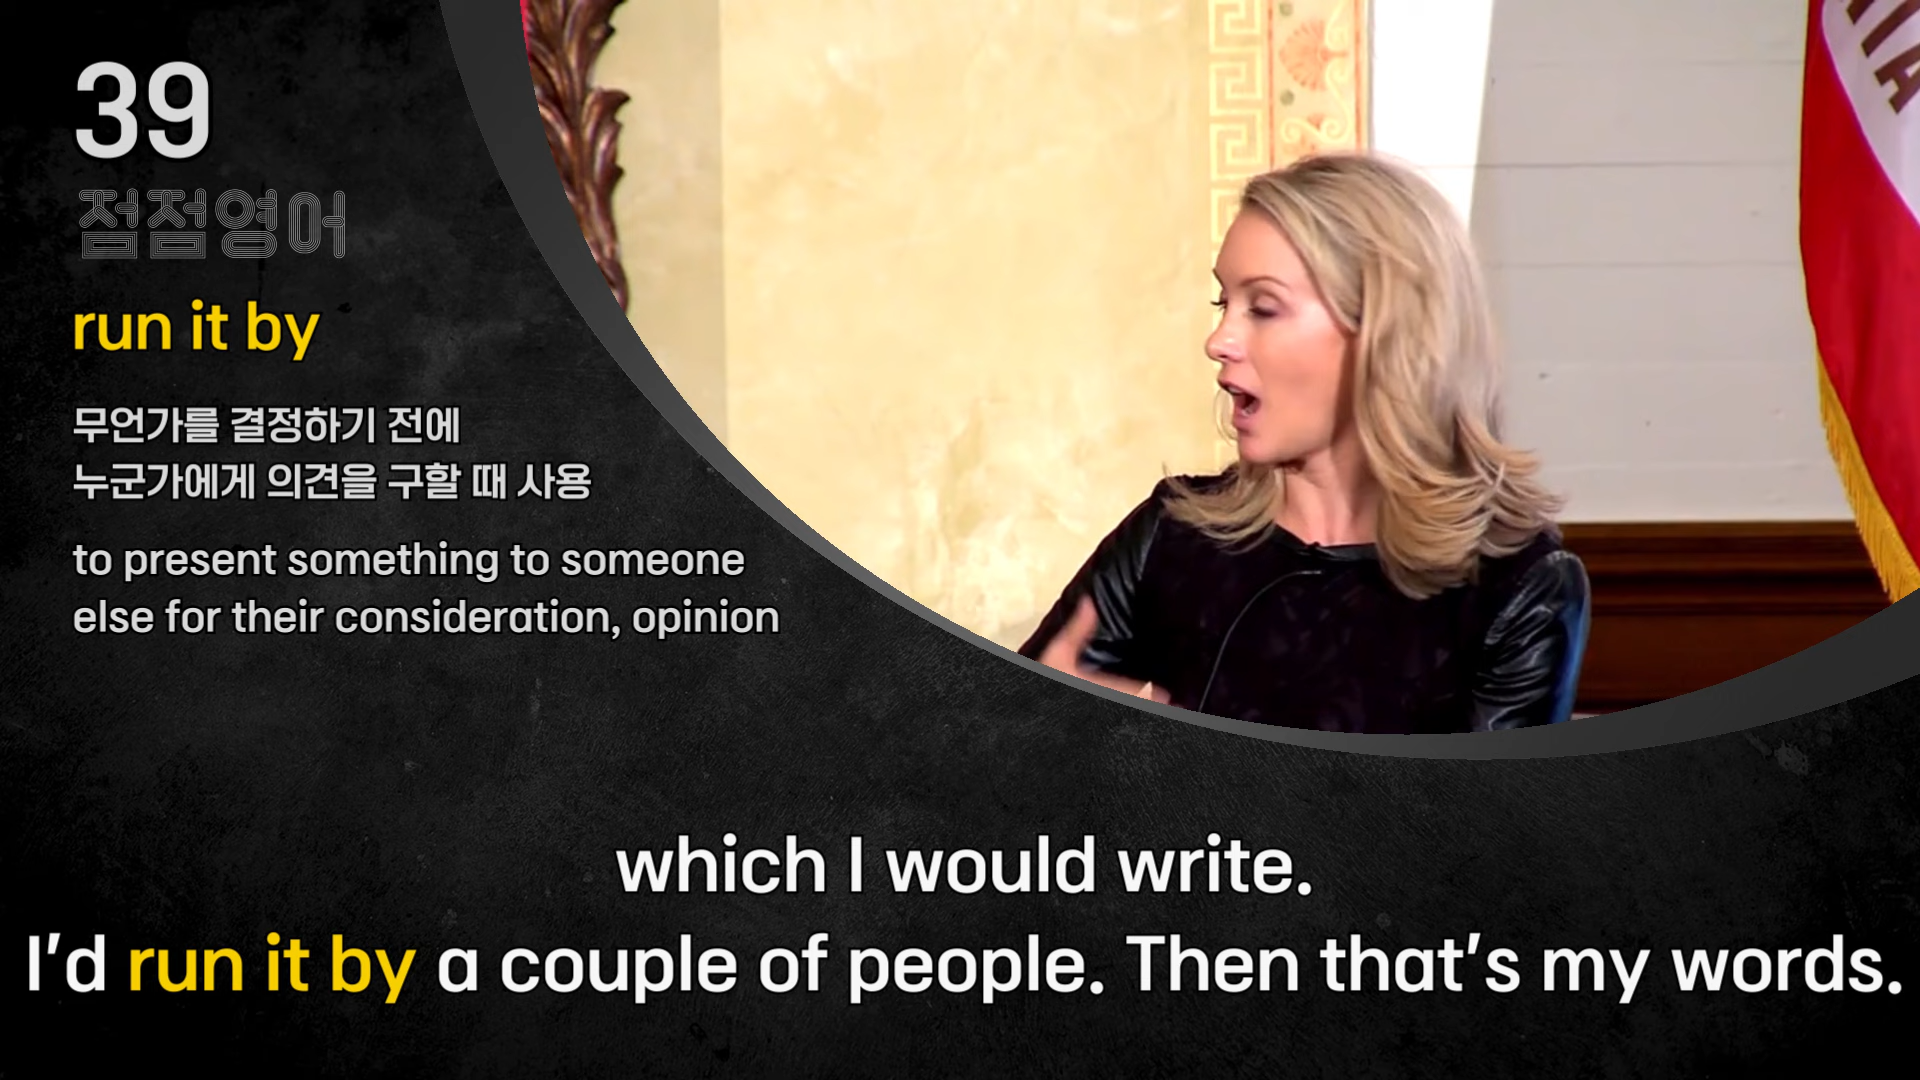 39
점점영어
run it by
무언가를 결정하기 전에
누군가에게 의견을 구할 때 사용
to present something to someone
else for their consideration, opinion
which I would write.
I'd run it by a couple of people. Then that's my words.